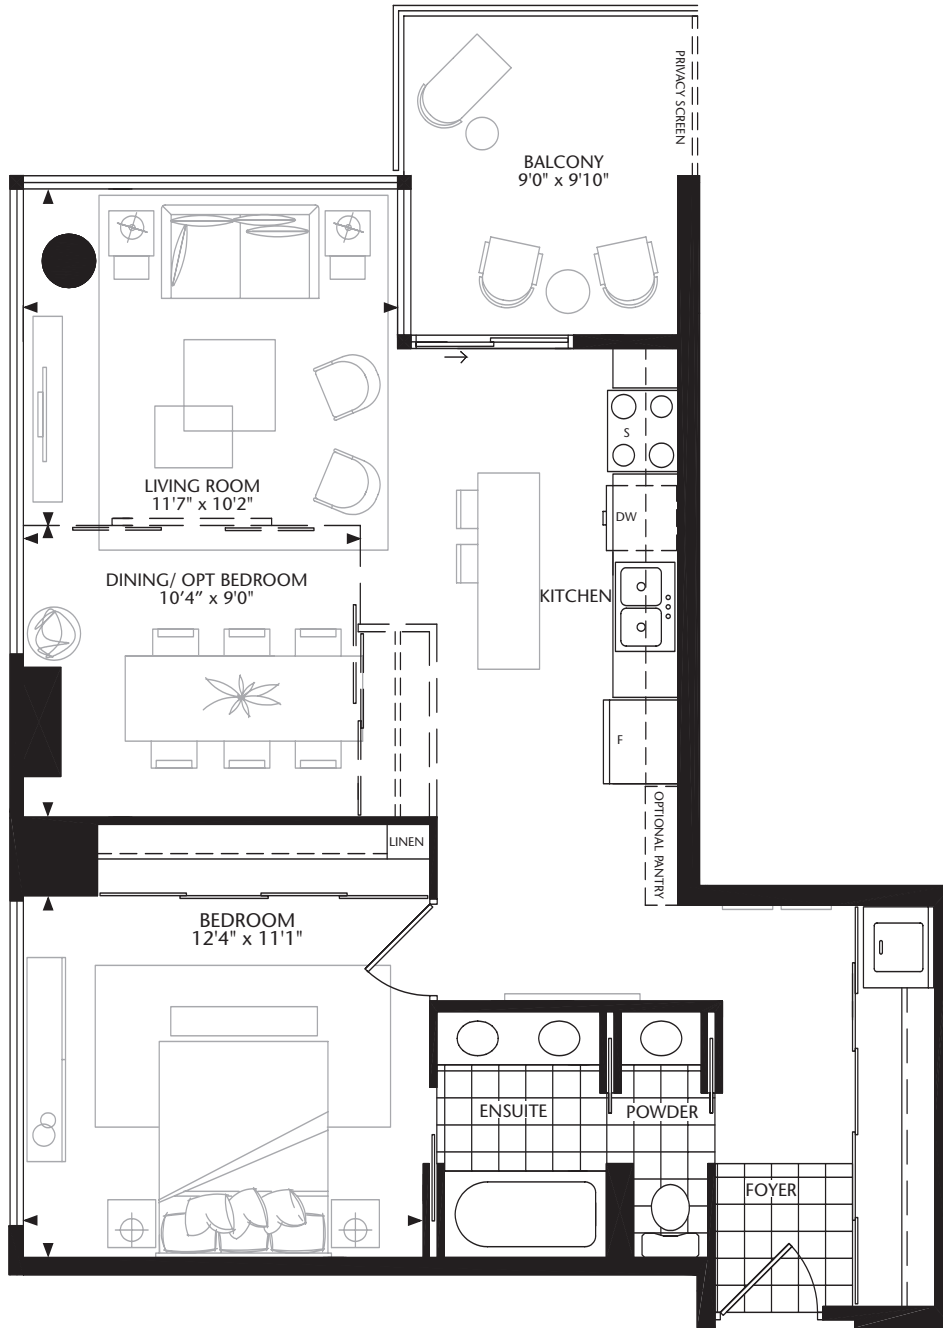 PRIVACY SCREEN
BALCONY
9'0" x 9'10"
S
LIVING ROOM
11'7" x 10'2"
DW
DINING/ OPT BEDROOM
10'4” x 9'0"
KITCHEN
F
OPTIONAL PANTRY
LINEN
BEDROOM
12'4" x 11'1"
ENSUITE
POWDER
FOYER